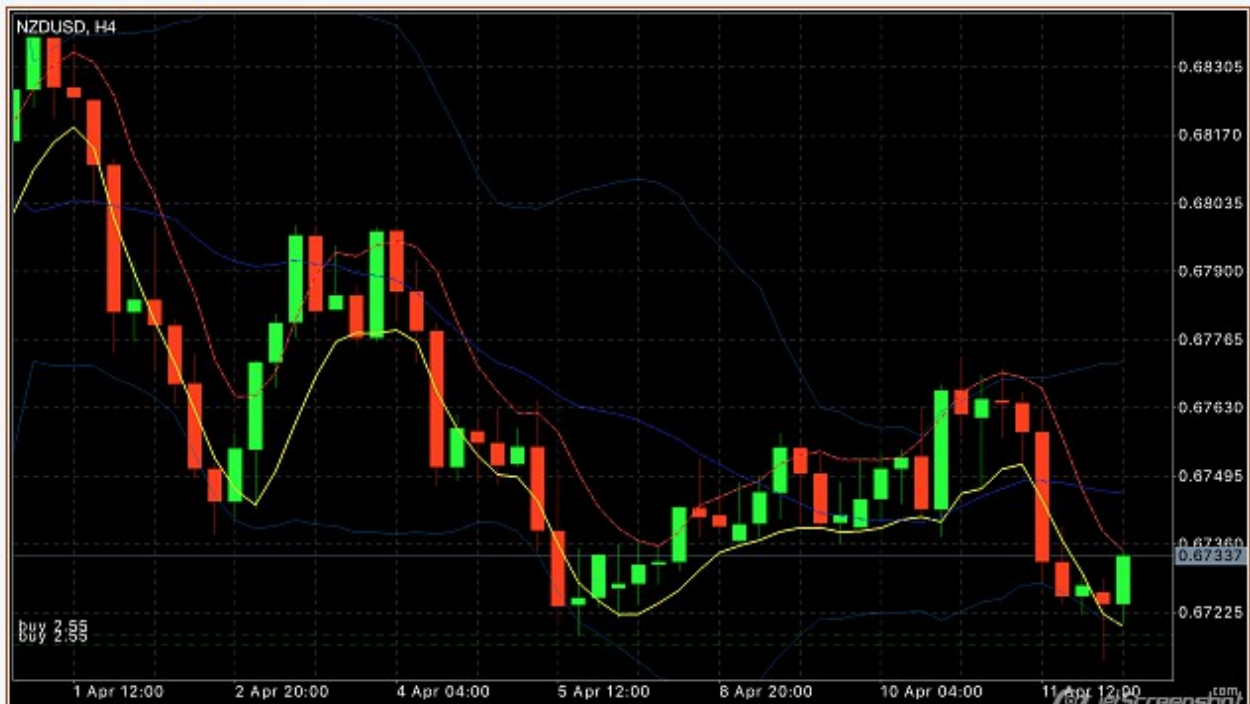 NZDUSD, H4
0.68305
0.68170
0.68035
0.67900
0.67765
0.67630
0.67495
0.67360
0.67337
0.67225
buy 2.55
buy 2.55
1 Apr 12:00
2 Apr 20:00
4 Apr 04:00
5 Apr 12:00
8 Apr 20:00
10 Apr 04:00
11 Apr 12:00
.com
jetScreenshot